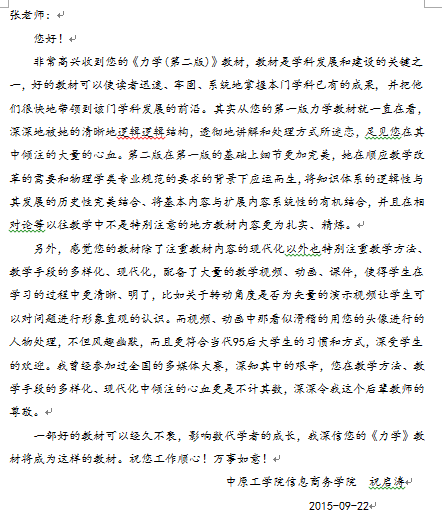 张老师：
您好！
非常高兴收到您的《力学(第二版)》教材，教材是学科发展和建设的关键之
一，好的教材可以使读者迅速、牢固、系统地掌握本门学科已有的成果，并把他
们很快地带领到该门学科发展的前沿。其实从您的第一版力学教材就一直在看，
深深地被她的清晰地逻辑逻辑结构，透彻地讲解和处理方式所迷恋，足见您在其
中倾注的大量的心血。第二版在第一版的基础上细节更加完美，她在顺应教学改
革的需要和物理学类专业规范的要求的背景下应运而生，将知识体系的逻辑性与
其发展的历史性完美结合、将基本内容与扩展内容系统性的有机结合，并且在相
对论等以往教学中不是特别注意的地方教材内容更为扎实、精炼。
另外，感觉您的教材除了注重教材内容的现代化以外也特别注重教学方法、
教学手段的多样化、现代化，配备了大量的教学视频、动画、课件，使得学生在
学习的过程中更清晰、明了，比如关于转动角度是否为矢量的演示视频让学生可
以对问题进行形象直观的认识。而视频、动画中那看似滑稽的用您的头像进行的
人物处理，不但风趣幽默，而且更符合当代95后大学生的习惯和方式，深受学生
的欢迎。我曾经参加过全国的多媒体大赛，深知其中的艰辛，您在教学方法、教
学手段的多样化、现代化中倾注的心血更是不计其数，深深令我这个后辈教师的
尊敬。
一部好的教材可以经久不衰，影响数代学者的成长，我深信您的《力学》教
材将成为这样的教材。祝您工作顺心！万事如意！
中原工学院信息商务学院 祝启涛
2015-09-22